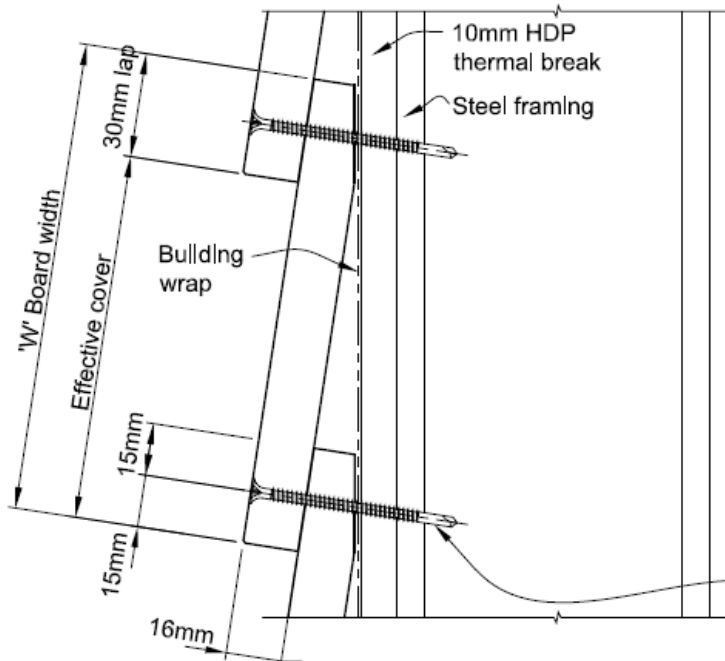 10mm HDP
thermal break
Steel framing
30mm lap
'W' Board width
Effective cover
Building
wrap
15mm
15mm
16mm